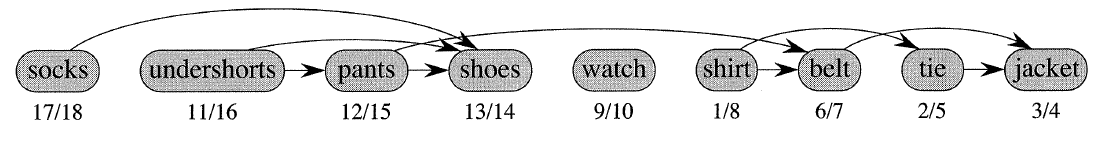 socks undershorts pants shoes watch shirt belt tie jacket
17/18 11/16 12/15 13/14 9/10 1/8 6/7 2/5 3/4